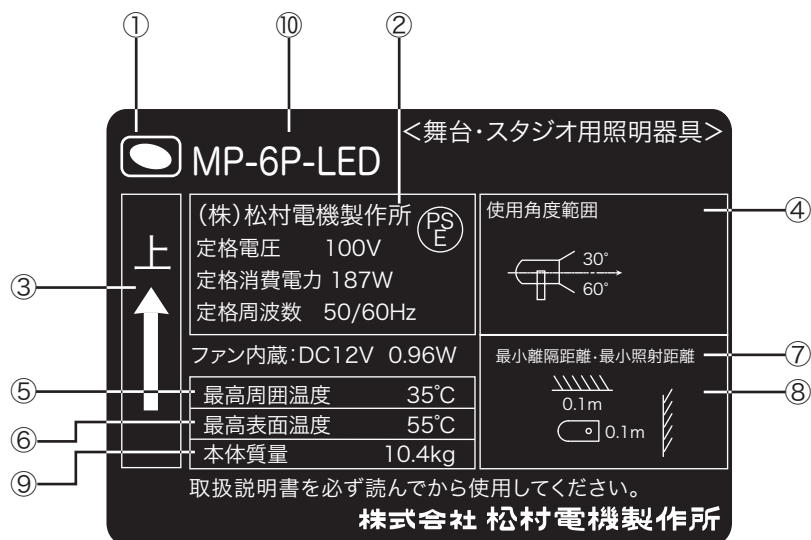 ① ⑩ ②
<舞台・スタジオ用照明器具>
MP-6P-LED
上
(株)松村電機製作所
PS
E
定格電圧 100V
定格消費電力 187W
定格周波数 50/60Hz
ファン内蔵:DC12V 0.96W
最高周囲温度 35℃
最高表面温度 55℃
本体質量 10.4kg
使用角度範囲
30°
60°
最小離隔距離・最小照射距離
0.1m
0.1m
取扱説明書を必ず読んでから使用してください。
株式会社 松村電機製作所
③
⑤
⑥
⑨
④
⑦
⑧